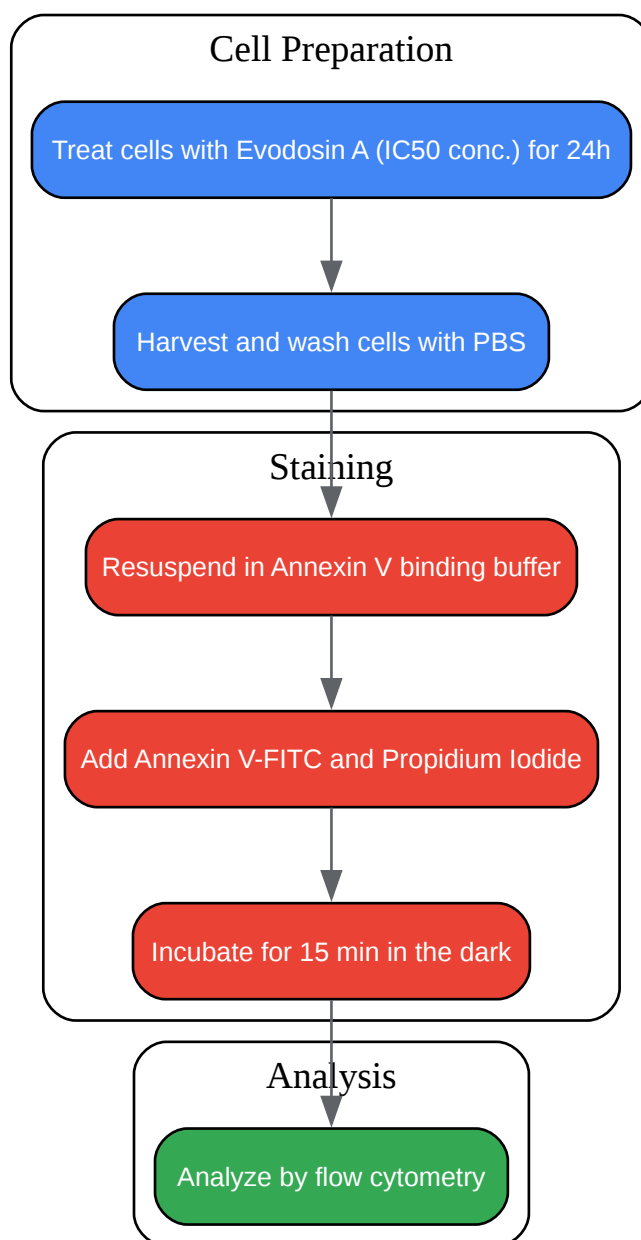 Cell Preparation
Treat cells with Evodosin A (IC50 conc.) for 24h
Harvest and wash cells with PBS
Staining
Resuspend in Annexin V binding buffer
Add Annexin V-FITC and Propidium Iodide
Incubate for 15 min in the dark
Analysis
Analyze by flow cytometry